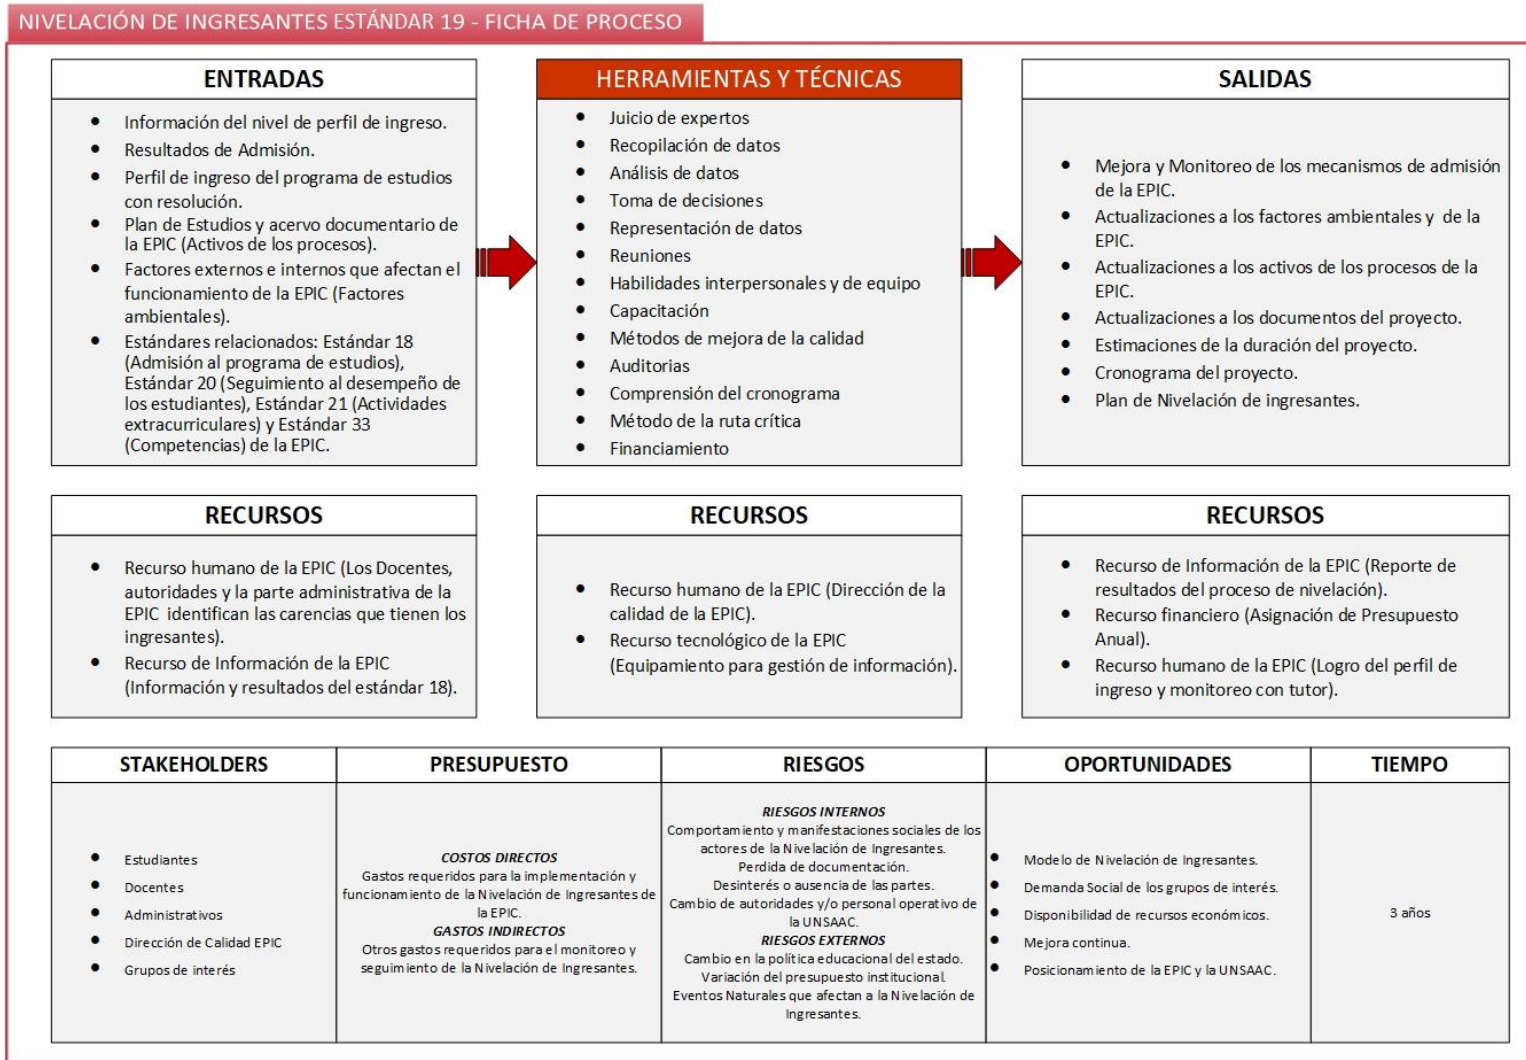 NIVELACIÓN DE INGRESANTES ESTÁNDAR 19 - FICHA DE PROCESO
ENTRADAS
• Información del nivel de perfil de ingreso.
• Resultados de Admisión.
• Perfil de ingreso del programa de estudios
con resolución.
• Plan de Estudios y acervo documentario de
la EPIC (Activos de los procesos).
• Factores externos e internos que afectan el
funcionamiento de la EPIC (Factores
ambientales).
• Estándares relacionados: Estándar 18
(Admisión al programa de estudios),
Estándar 20 (Seguimiento al desempeño de
los estudiantes), Estándar 21 (Actividades
extracurriculares) y Estándar 33
(Competencias) de la EPIC.
HERRAMIENTAS Y TÉCNICAS
• Juicio de expertos
• Recopilación de datos
• Análisis de datos
• Toma de decisiones
• Representación de datos
• Reuniones
• Habilidades interpersonales y de equipo
• Capacitación
• Métodos de mejora de la calidad
• Auditorias
• Comprensión del cronograma
• Método de la ruta crítica
• Financiamiento
SALIDAS
• Mejora y Monitoreo de los mecanismos de admisión
de la EPIC.
• Actualizaciones a los factores ambientales y de la
EPIC.
• Actualizaciones a los activos de los procesos de la
EPIC.
• Actualizaciones a los documentos del proyecto.
• Estimaciones de la duración del proyecto.
• Cronograma del proyecto.
• Plan de Nivelación de ingresantes.
RECURSOS
• Recurso humano de la EPIC (Los Docentes,
autoridades y la parte administrativa de la
EPIC identifican las carencias que tienen los
ingresantes).
• Recurso de Información de la EPIC
(Información y resultados del estándar 18).
RECURSOS
• Recurso humano de la EPIC (Dirección de la
calidad de la EPIC).
• Recurso tecnológico de la EPIC
(Equipamiento para gestión de información).
RECURSOS
• Recurso de Información de la EPIC (Reporte de
resultados del proceso de nivelación).
• Recurso financiero (Asignación de Presupuesto
Anual).
• Recurso humano de la EPIC (Logro del perfil de
ingreso y monitoreo con tutor).
STAKEHOLDERS
• Estudiantes
• Docentes
• Administrativos
• Dirección de Calidad EPIC
• Grupos de interés
PRESUPUESTO
COSTOS DIRECTOS
Gastos requeridos para la implementación y
funcionamiento de la Nivelación de Ingresantes de
la EPIC.
GASTOS INDIRECTOS
Otros gastos requeridos para el monitoreo y
seguimiento de la Nivelación de Ingresantes.
RIESGOS
RIESGOS INTERNOS
Comportamiento y manifestaciones sociales de los
actores de la Nivelación de Ingresantes.
Perdida de documentación.
Desinterés o ausencia de las partes.
Cambio de autoridades y/o personal operativo de
la UNSAAC.
RIESGOS EXTERNOS
Cambio en la política educacional del estado.
Variación del presupuesto institucional.
Eventos Naturales que afectan a la Nivelación de
Ingresantes.
OPORTUNIDADES
• Modelo de Nivelación de Ingresantes.
• Demanda Social de los grupos de interés.
• Disponibilidad de recursos económicos.
• Mejora continua.
• Posicionamiento de la EPIC y la UNSAAC.
TIEMPO
3 años